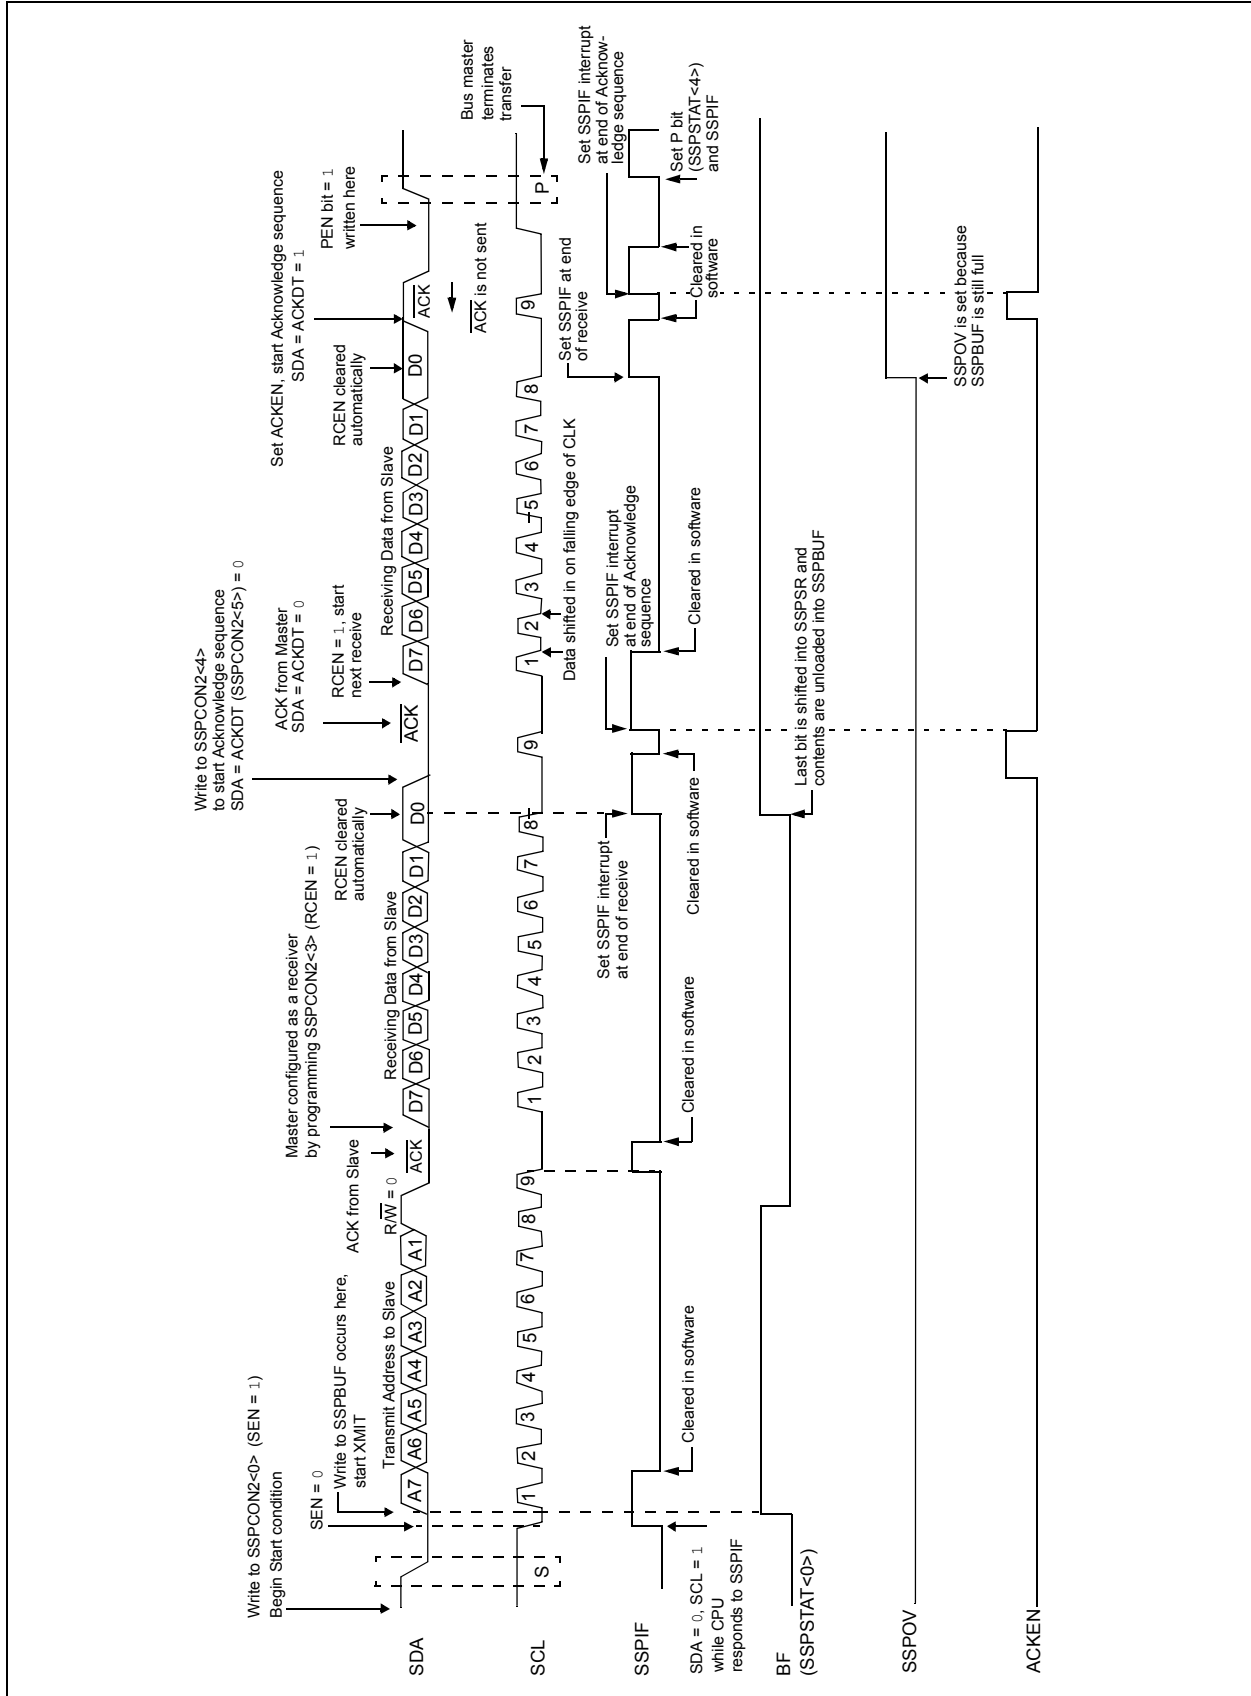 Write to SSPCON2<0> (SEN = 1)
Begin Start condition
SEN = 0
Write to SSPBUF occurs here,
start XMIT
Transmit Address to Slave
R/W = 0
ACK from Slave
Master configured as a receiver
by programming SSPCON2<3> (RCEN = 1)
Receiving Data from Slave
RCEN cleared
automatically
Write to SSPCON2<4>
to start Acknowledge sequence
SDA = ACKDT (SSPCON2<5>) = 0
ACK from Master
SDA = ACKDT = 0
RCEN = 1, start
next receive
Receiving Data from Slave
RCEN cleared
automatically
Set ACKEN, start Acknowledge sequence
SDA = ACKDT = 1
PEN bit = 1
written here
SDA
A7 A6 A5 A4 A3 A2 A1 ACK D7 D6 D5 D4 D3 D2 D1 D0 ACK D7 D6 D5 D4 D3 D2 D1 D0 ACK
ACK is not sent
Bus master
terminates
transfer
SCL
S 1 2 3 4 5 6 7 8 9 1 2 3 4 5 6 7 8 9 1 2 3 4 5 6 7 8 9 P
Data shifted in on falling edge of CLK
Set SSPIF interrupt
at end of receive
Set SSPIF interrupt
at end of Acknowledge
sequence
Set SSPIF at end
of receive
Set SSPIF interrupt
at end of Acknow-
ledge sequence
SSPIF
SDA = 0, SCL = 1
while CPU
responds to SSPIF
Cleared in software
Cleared in software
Cleared in software
Cleared in software
Cleared in
software
Set P bit
(SSPSTAT<4>)
and SSPIF
BF
(SSPSTAT<0>)
Last bit is shifted into SSPSR and
contents are unloaded into SSPBUF
SSPOV
SSPOV is set because
SSPBUF is still full
ACKEN